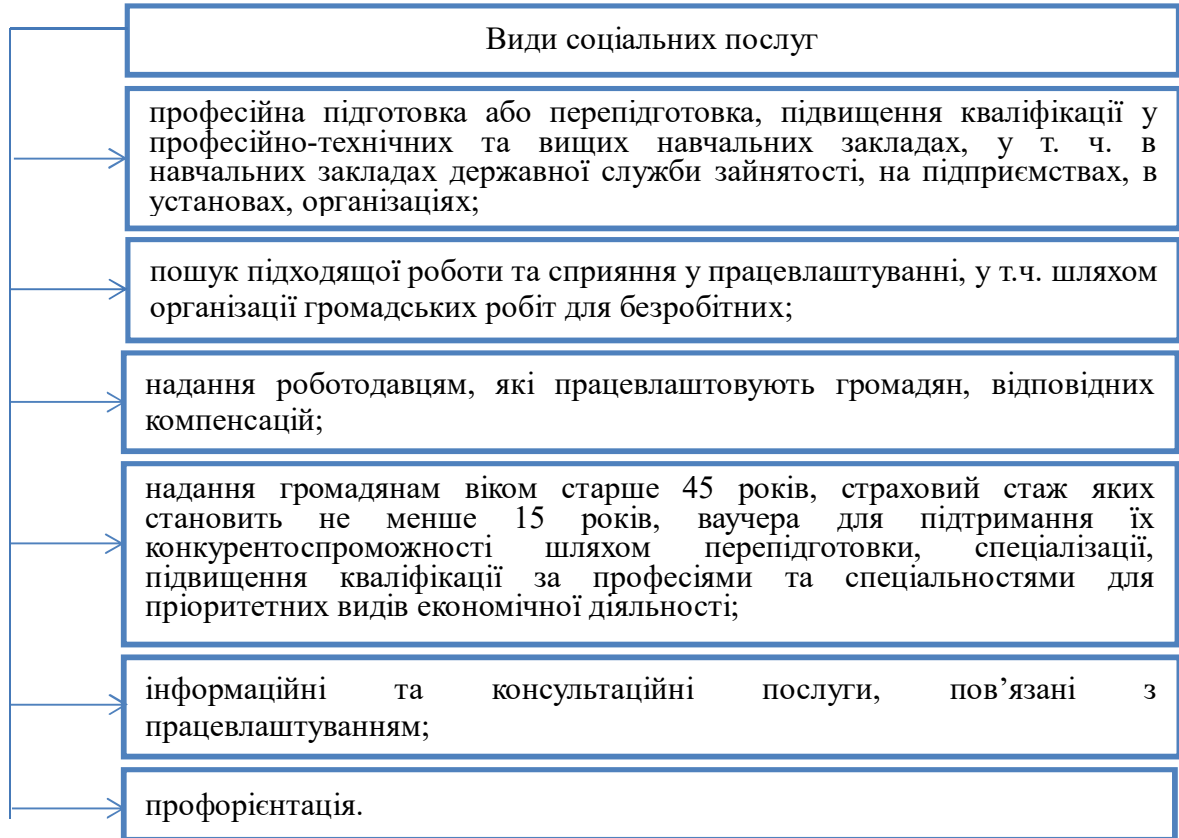 Види соціальних послуг
професійна підготовка або перепідготовка, підвищення кваліфікації у
професійно-технічних та вищих навчальних закладах, у т. ч. в
навчальних закладах державної служби зайнятості, на підприємствах, в
установах, організаціях;
пошук підходящої роботи та сприяння у працевлаштуванні, у т.ч. шляхом
організації громадських робіт для безробітних;
надання роботодавцям, які працевлаштовують громадян, відповідних
компенсацій;
надання громадянам віком старше 45 років, страховий стаж яких
становить не менше 15 років, ваучера для підтримання їх
конкурентоспроможності шляхом перепідготовки, спеціалізації,
підвищення кваліфікації за професіями та спеціальностями для
пріоритетних видів економічної діяльності;
інформаційні та консультаційні послуги, пов’язані з
працевлаштуванням;
профорієнтація.